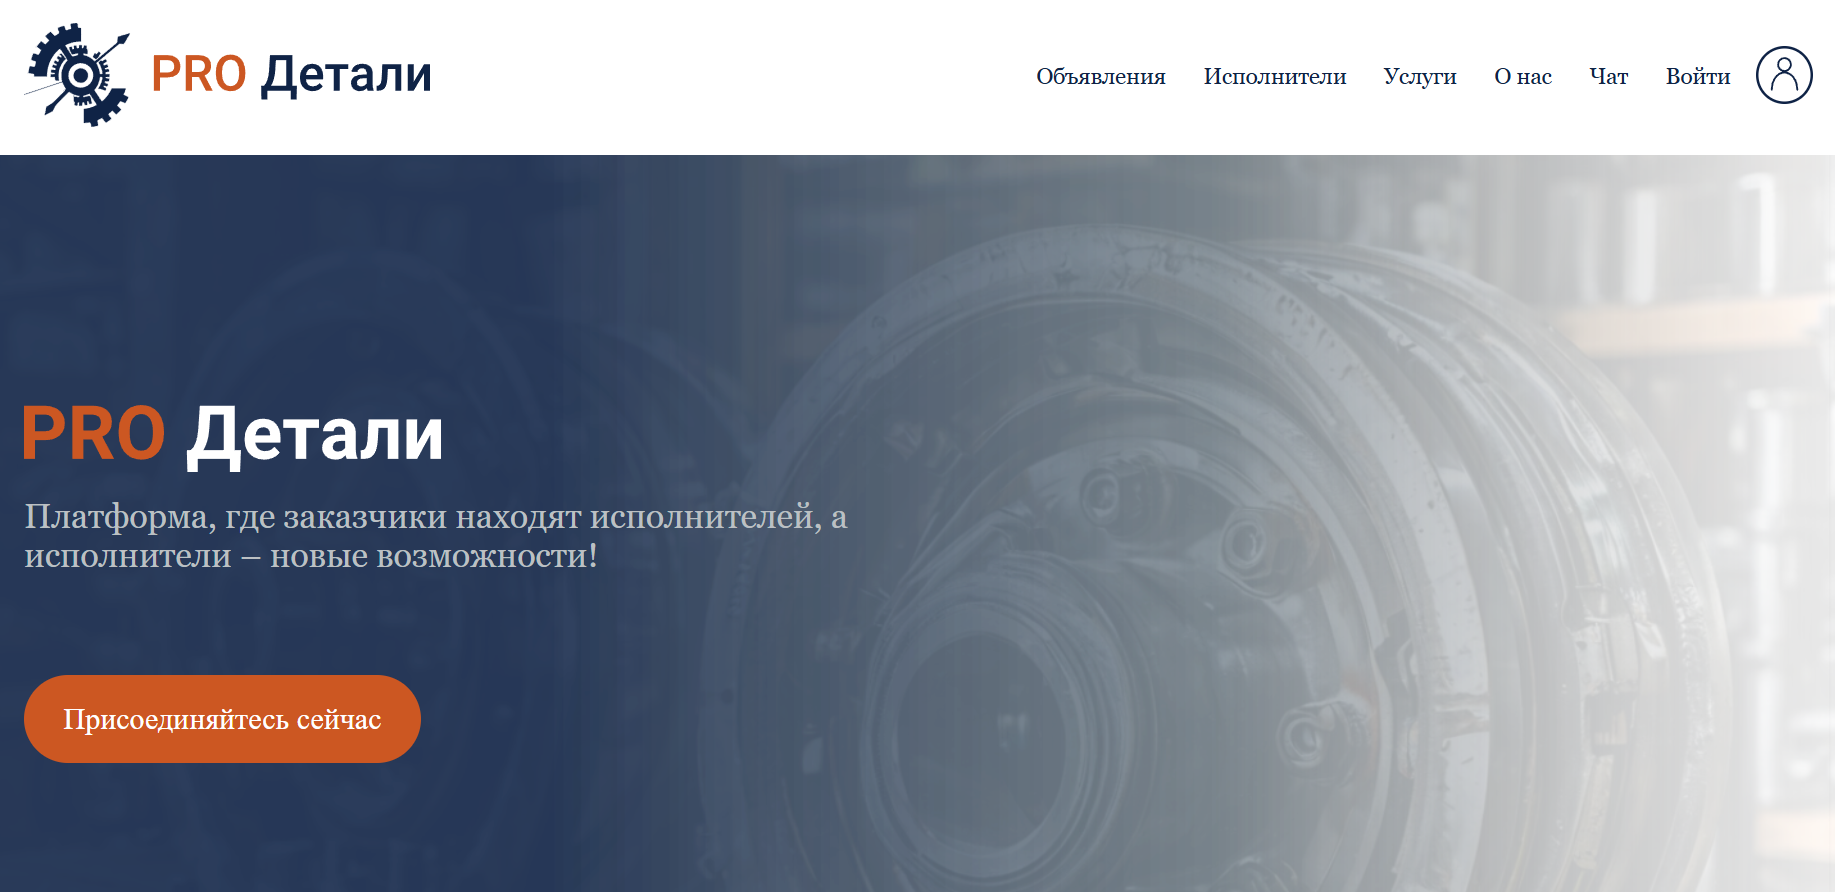 PRO Детали
Объявления Исполнители Услуги О нас Чат Войти
PRO Детали
Платформа, где заказчики находят исполнителей, а
исполнители – новые возможности!
Присоединяйтесь сейчас